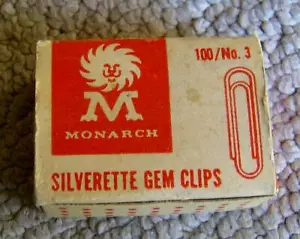 100/No. 3
M
MONARCH
SILVERETTE GEM CLIPS